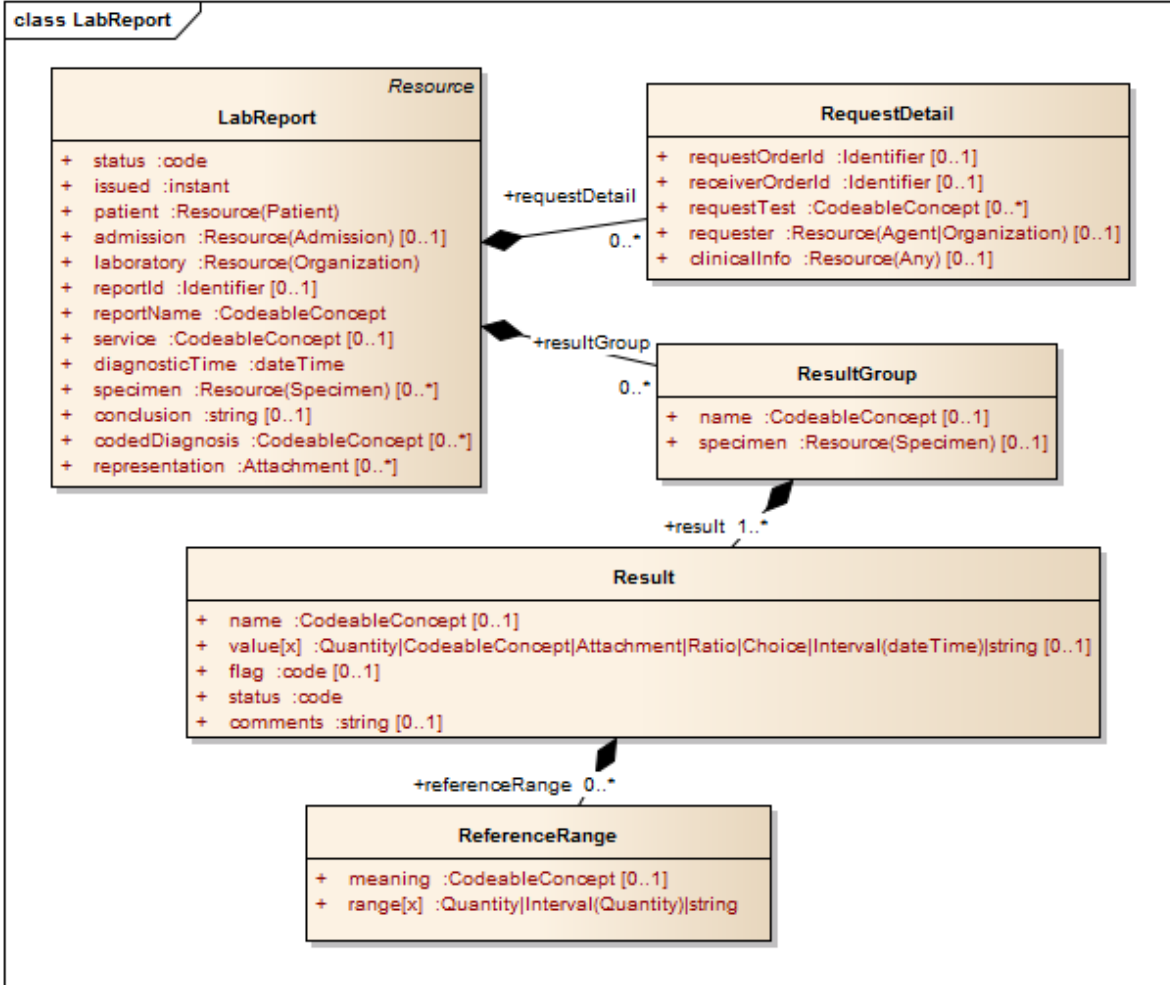 class LabReport
Resource
LabReport
+ status :code
+ issued :instant
+ patient :Resource(Patient)
+ admission :Resource(Admission) [0..1]
+ laboratory :Resource(Organization)
+ reportId :Identifier [0..1]
+ reportName :CodeableConcept
+ service :CodeableConcept [0..1]
+ diagnosticTime :dateTime
+ specimen :Resource(Specimen) [0..*]
+ conclusion :string [0..1]
+ codedDiagnosis :CodeableConcept [0..*]
+ representation :Attachment [0..*]
+requestDetail
0..*
RequestDetail
+ requestOrderId :Identifier [0..1]
+ receiverOrderId :Identifier [0..1]
+ requestTest :CodeableConcept [0..*]
+ requester :Resource(Agent|Organization) [0..1]
+ clinicalInfo :Resource(Any) [0..1]
+resultGroup
0..*
ResultGroup
+ name :CodeableConcept [0..1]
+ specimen :Resource(Specimen) [0..1]
+result 1..*
Result
+ name :CodeableConcept [0..1]
+ value[x] :Quantity|CodeableConcept|Attachment|Ratio|Choice|Interval(dateTime)|string [0..1]
+ flag :code [0..1]
+ status :code
+ comments :string [0..1]
+referenceRange 0..*
ReferenceRange
+ meaning :CodeableConcept [0..1]
+ range[x] :Quantity|Interval(Quantity)|string